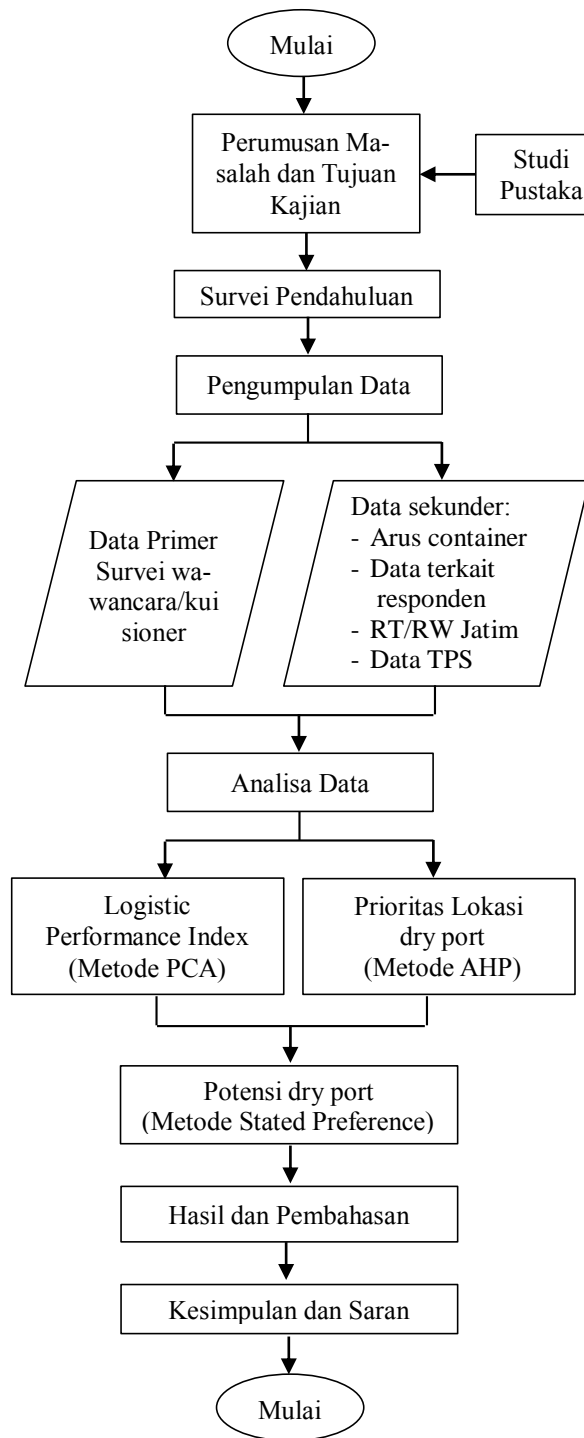 Mulai
Perumusan Ma-
salah dan Tujuan
Kajian
Studi
Pustaka
Survei Pendahuluan
Pengumpulan Data
Data Primer
Survei wa-
wancara/kui
sioner
Data sekunder:
- Arus container
- Data terkait
responden
- RT/RW Jatim
- Data TPS
Analisa Data
Logistic
Performance Index
(Metode PCA)
Prioritas Lokasi
dry port
(Metode AHP)
Potensi dry port
(Metode Stated Preference)
Hasil dan Pembahasan
Kesimpulan dan Saran
Mulai